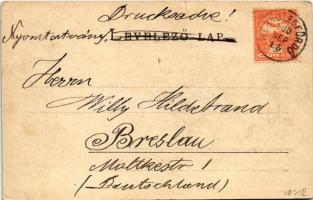 Drucksache!
Nyomtatvány
LEVELEZŐ LAP
Herrn
Willy Hildebrand
Breslau
Moltkestr 1
(Deutschland)